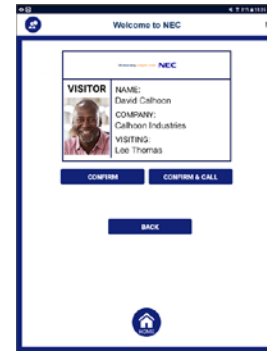 Welcome to NEC
NEC
VISITOR
NAME:
David Calhoon
COMPANY:
Calhoon Industries
VISITING:
Lee Thomas
CONFIRM
CONFIRM & CALL
BACK
HOME